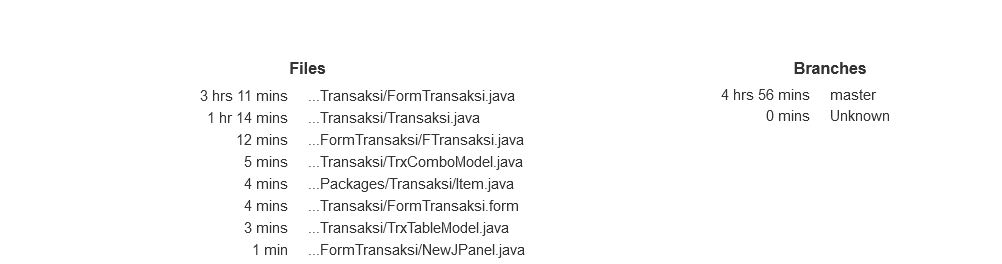 Files
3 hrs 11 mins ...Transaksi/FormTransaksi.java
1 hr 14 mins ...Transaksi/Transaksi.java
12 mins ...FormTransaksi/FTransaksi.java
5 mins ...Transaksi/TrxComboModel.java
4 mins ...Packages/Transaksi/Item.java
4 mins ...Transaksi/FormTransaksi.form
3 mins ...Transaksi/TrxTableModel.java
1 min ...FormTransaksi/NewJPanel.java
Branches
4 hrs 56 mins master
0 mins Unknown